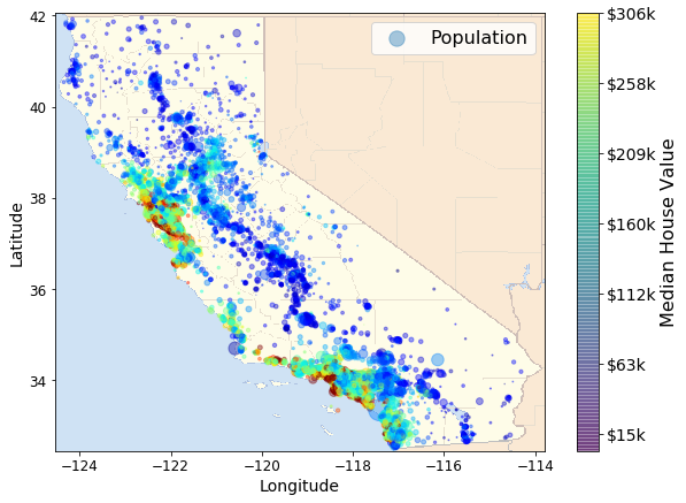 42
40
38
36
34
Latitude
−124
−122
−120
−118
−116
−114
Longitude
Population
$306k
$258k
$209k
$160k
$112k
$63k
$15k
Median House Value